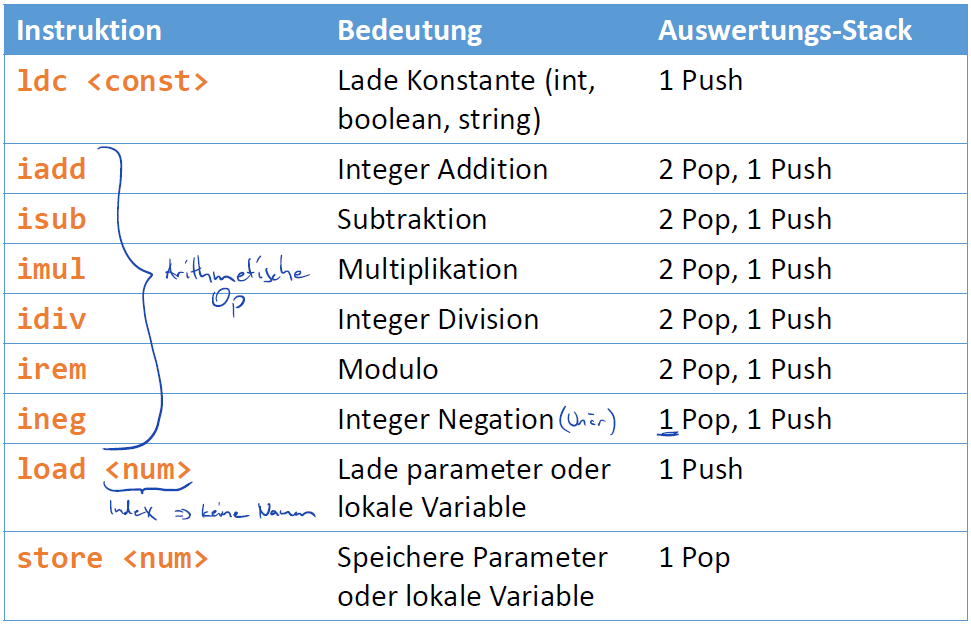 Instruktion Bedeutung Auswertungs-Stack
ldc <const> Lade Konstante (int, 1 Push
boolean, string)
iadd Integer Addition 2 Pop, 1 Push
isub Subtraktion 2 Pop, 1 Push
imul Multiplikation 2 Pop, 1 Push
Arithmetische
Op
idiv Integer Division 2 Pop, 1 Push
irem Modulo 2 Pop, 1 Push
ineg Integer Negation (Unär) 1 Pop, 1 Push
load <num> Lade parameter oder 1 Push
Index => keine Namen lokale Variable
store <num> Speichere Parameter 1 Pop
oder lokale Variable